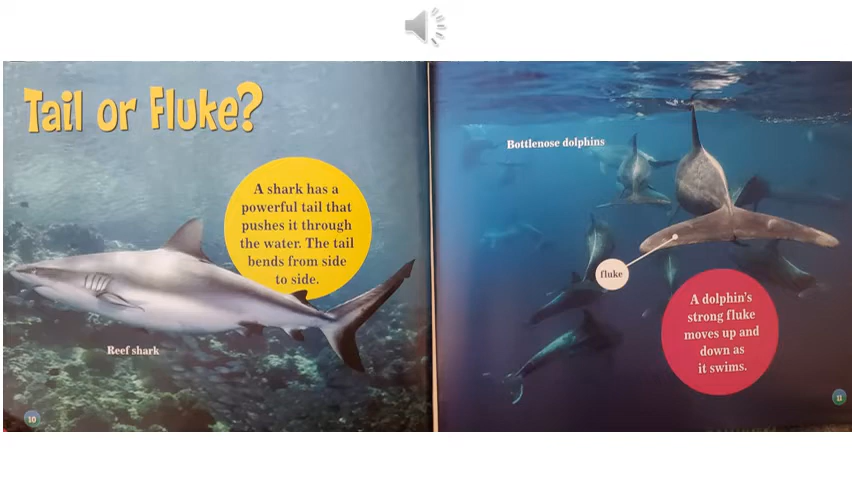 Tail or Fluke?
A shark has a
powerful tail that
pushes it through
the water. The tail
bends from side
to side.
Reef shark
10
Bottlenose dolphins
fluke
A dolphin's
strong fluke
moves up and
down as
it swims.
11